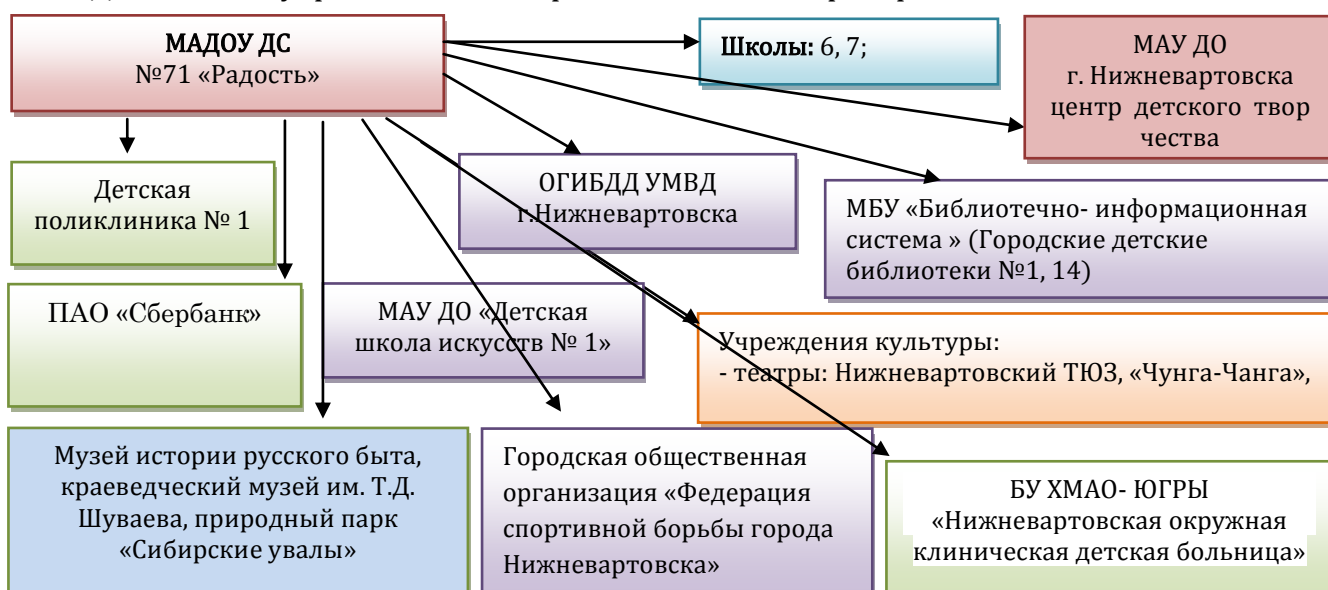 МАДОУ ДС
№71 «Радость»
Школы: 6, 7;
МАУ ДО
г. Нижневартовска
центр детского твор
чества
Детская
поликлиника № 1
ОГИБДД УМВД
г.Нижневартовска
МБУ «Библиотечно- информационная
система » (Городские детские
библиотеки №1, 14)
ПАО «Сбербанк»
МАУ ДО «Детская
школа искусств № 1»
Учреждения культуры:
- театры: Нижневартовский ТЮЗ, «Чунга-Чанга»,
Музей истории русского быта,
краеведческий музей им. Т.Д.
Шуваева, природный парк
«Сибирские увалы»
Городская общественная
организация «Федерация
спортивной борьбы города
Нижневартовска»
БУ ХМАО- ЮГРЫ
«Нижневартовская окружная
клиническая детская больница»